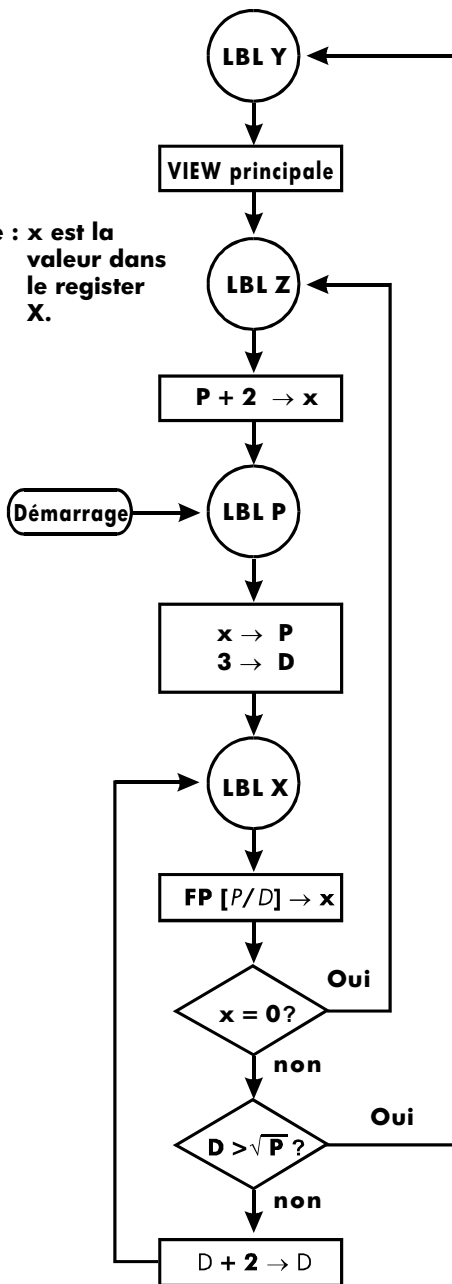 LBL Y
VIEW principale
e : x est la
valeur dans
le register
X.
LBL Z
P + 2 → x
Démarrage
LBL P
x → P
3 → D
LBL X
FP [P/D] → x
Oui
x = 0?
non
Oui
D > √P ?
non
D + 2 → D